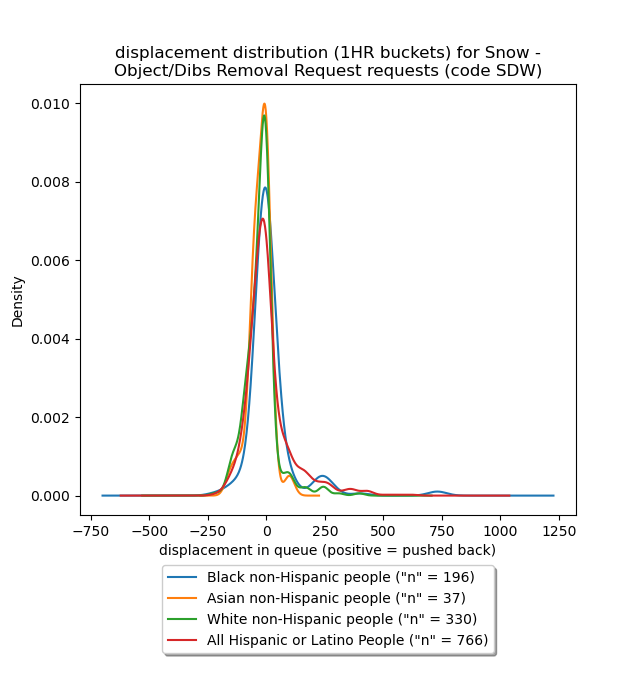 displacement distribution (1HR buckets) for Snow -
Object/Dibs Removal Request requests (code SDW)
0.010
0.008
0.006
0.004
0.002
0.000
Density
−750 −500 −250 0 250 500 750 1000 1250
displacement in queue (positive = pushed back)
Black non-Hispanic people ("n" = 196)
Asian non-Hispanic people ("n" = 37)
White non-Hispanic people ("n" = 330)
All Hispanic or Latino People ("n" = 766)